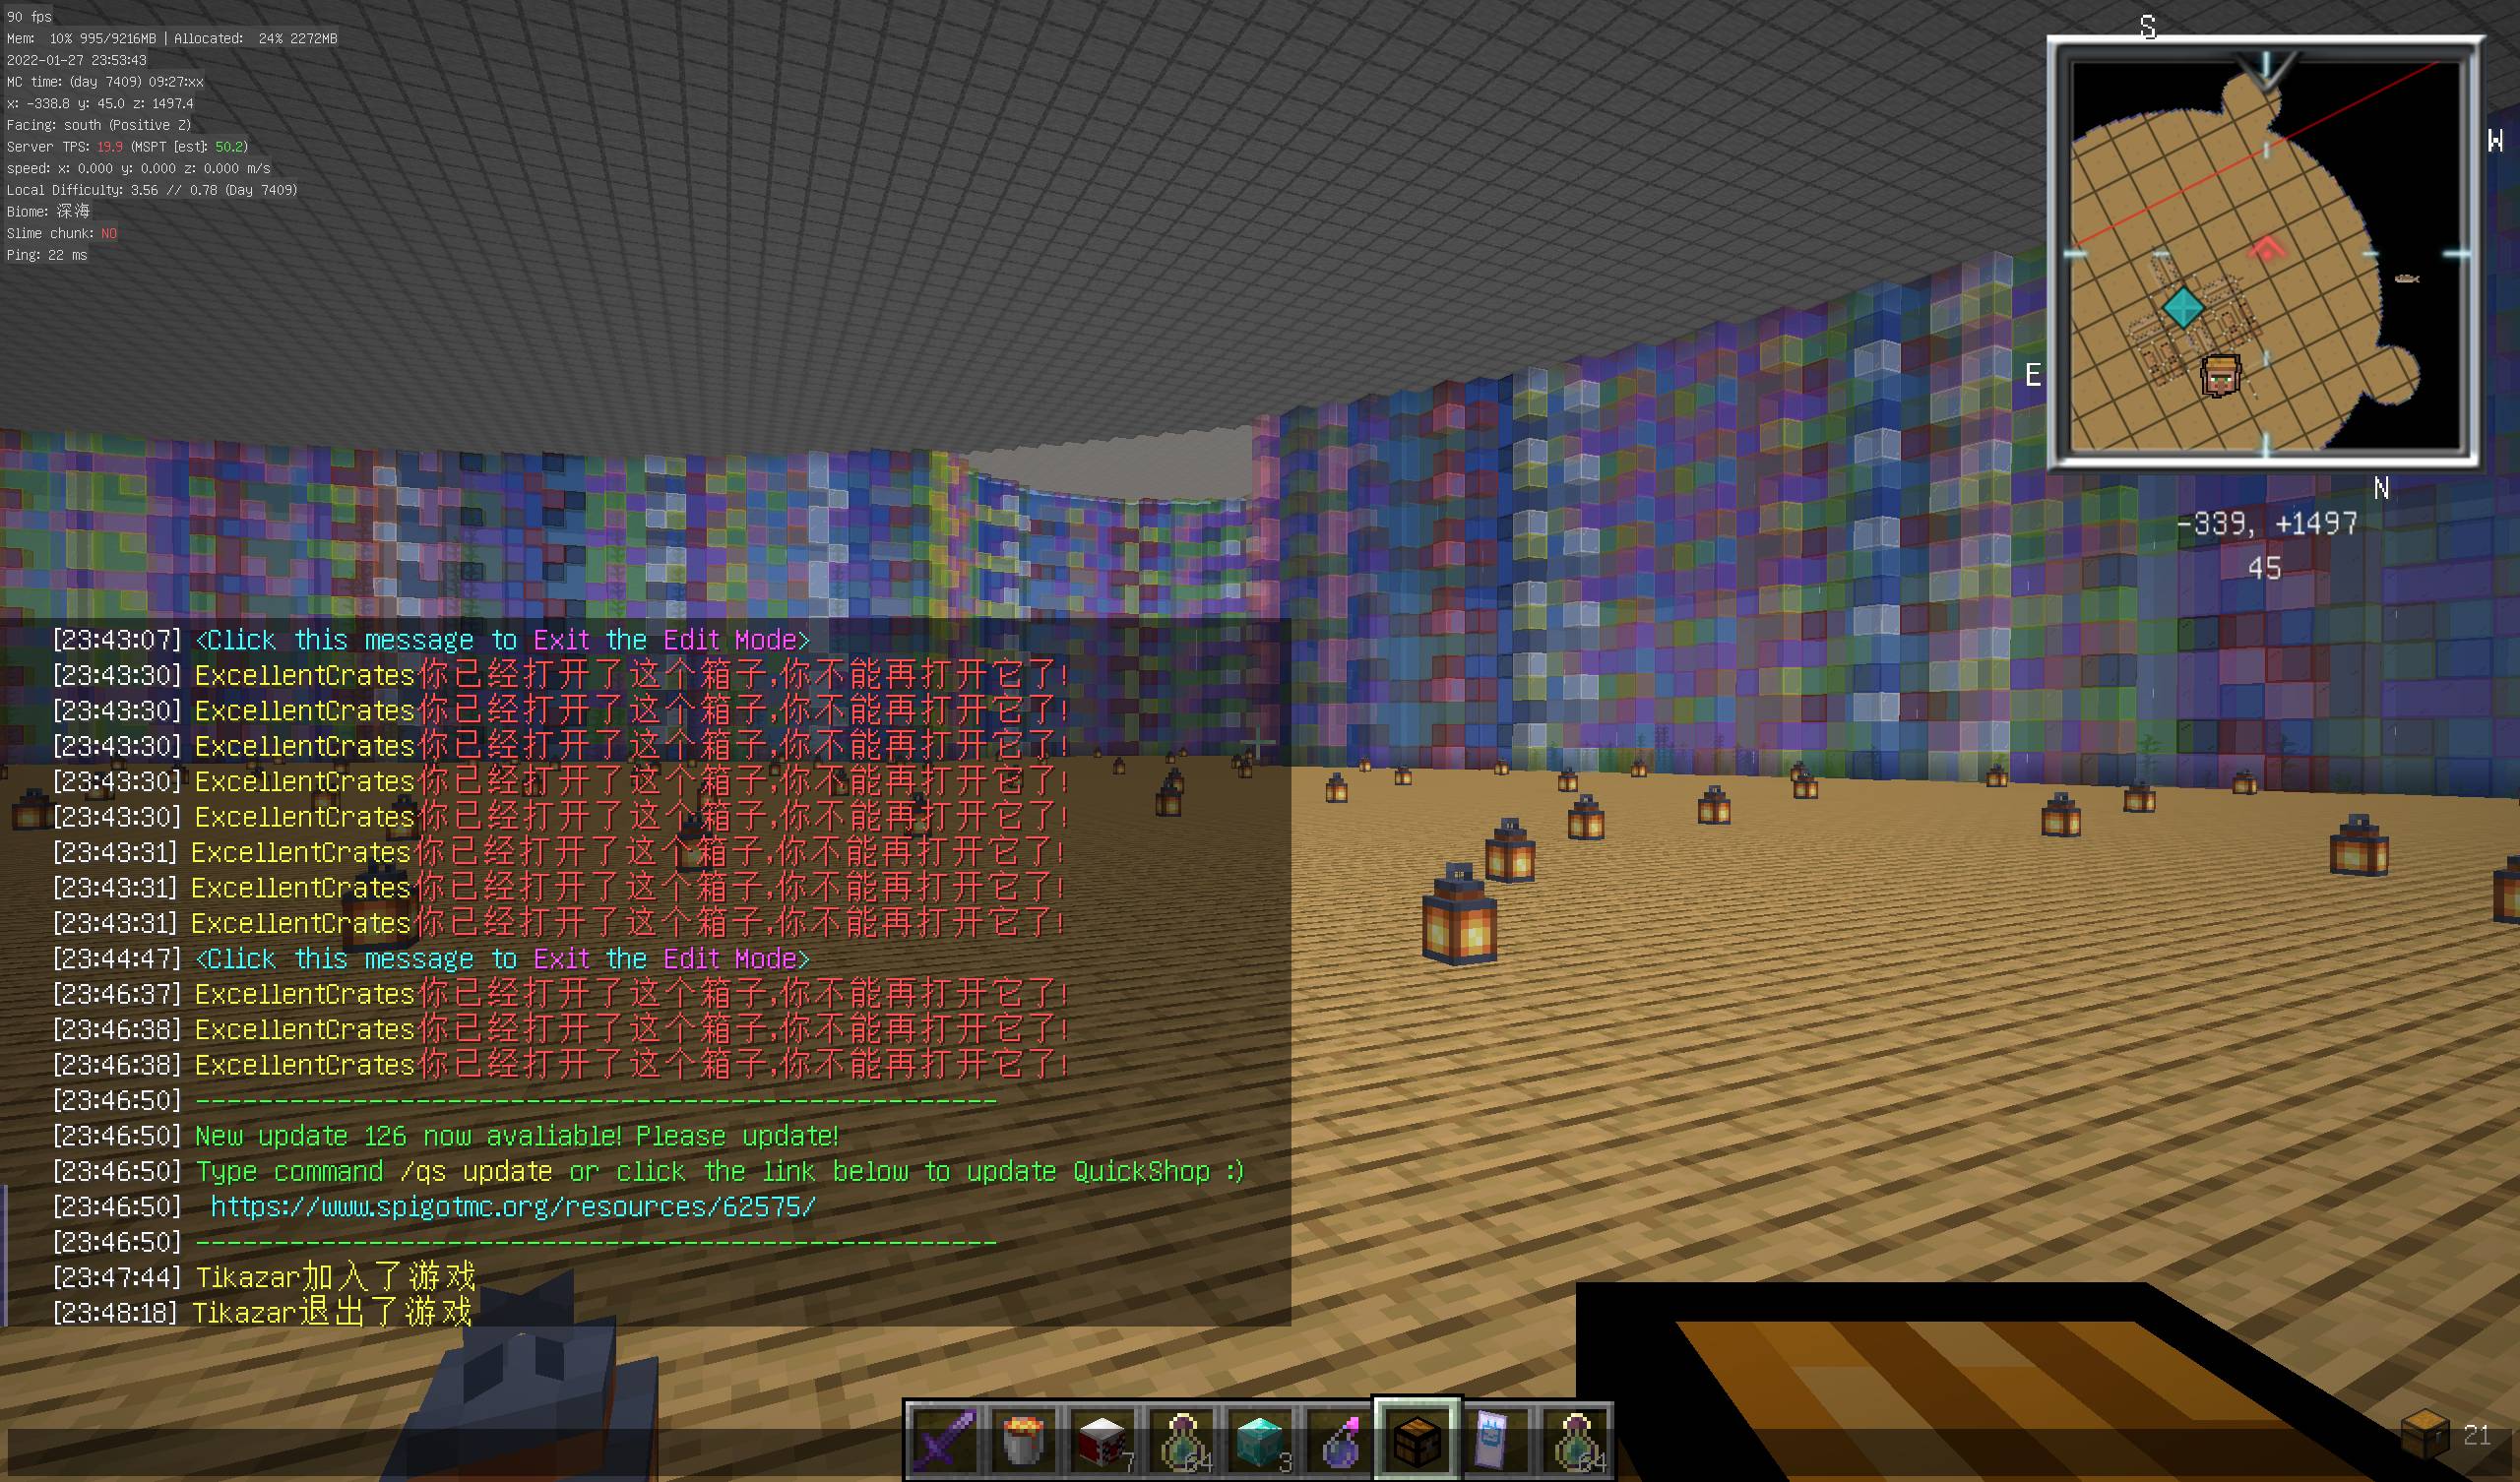 90 fps
Mem:  10% 995/9216MB | Allocated:  24% 2272MB
2022-01-27 23:53:43
MC time: (day 7409) 09:27:xx
x: -338.8 y: 45.0 z: 1497.4
Facing: south (Positive Z)
Server TPS: 19.9 (MSPT [est]: 50.2)
speed: x: 0.000 y: 0.000 z: 0.000 m/s
Local Difficulty: 3.56 // 0.78 (Day 7409)
Biome: 深海
Slime chunk: NO
Ping: 22 ms
S
W
E
N
-339, +1497
45
[23:43:07] <Click this message to Exit the Edit Mode>
[23:43:30] ExcellentCrates你已经打开了这个箱子,你不能再打开它了!
[23:43:30] ExcellentCrates你已经打开了这个箱子,你不能再打开它了!
[23:43:30] ExcellentCrates你已经打开了这个箱子,你不能再打开它了!
[23:43:30] ExcellentCrates你已经打开了这个箱子,你不能再打开它了!
[23:43:30] ExcellentCrates你已经打开了这个箱子,你不能再打开它了!
[23:43:31] ExcellentCrates你已经打开了这个箱子,你不能再打开它了!
[23:43:31] ExcellentCrates你已经打开了这个箱子,你不能再打开它了!
[23:43:31] ExcellentCrates你已经打开了这个箱子,你不能再打开它了!
[23:44:47] <Click this message to Exit the Edit Mode>
[23:46:37] ExcellentCrates你已经打开了这个箱子,你不能再打开它了!
[23:46:38] ExcellentCrates你已经打开了这个箱子,你不能再打开它了!
[23:46:38] ExcellentCrates你已经打开了这个箱子,你不能再打开它了!
[23:46:50] ---------------------------------------------------
[23:46:50] New update 126 now avaliable! Please update!
[23:46:50] Type command /qs update or click the link below to update QuickShop :)
[23:46:50]  https://www.spigotmc.org/resources/62575/
[23:46:50] ---------------------------------------------------
[23:47:44] Tikazar加入了游戏
[23:48:18] Tikazar退出了游戏
7 64 3 64
21